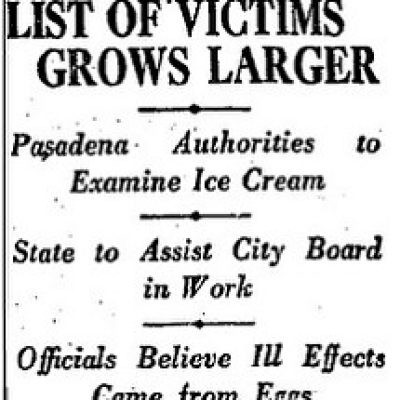 LIST OF VICTIMS
GROWS LARGER
Pasadena Authorities to
Examine Ice Cream
State to Assist City Board
in Work
Officials Believe Ill Effects
Came from Eggs